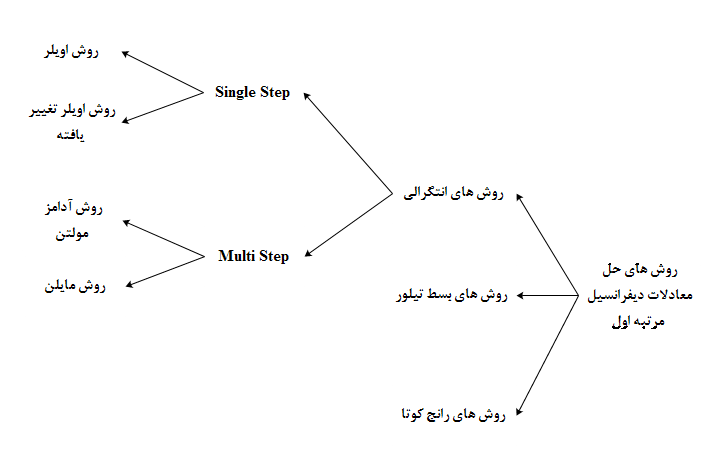 روش های حل
معادلات دیفرانسیل
مرتبه اول
روش های انتگرالی
روش های بسط تیلور
روش های رانج کوتا
Single Step
Multi Step
روش اویلر
روش اویلر تغییر
یافته
روش آدامز
مولتن
روش مایلن